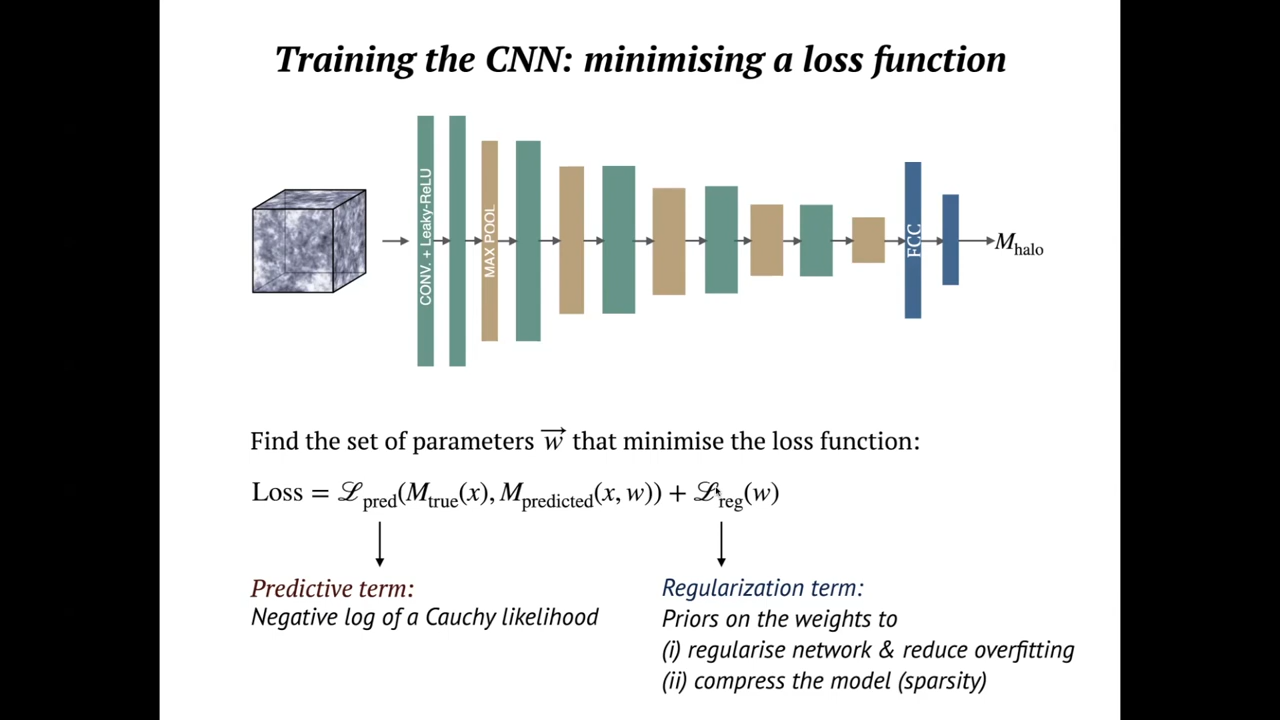 Training the CNN: minimising a loss function
CONV. + Leaky-ReLU
MAX POOL
FCC
M_halo
Find the set of parameters w⃗ that minimise the loss function:
Loss = ℒ_pred(M_true(x), M_predicted(x, w)) + ℒ_reg(w)
Predictive term:
Negative log of a Cauchy likelihood
Regularization term:
Priors on the weights to
(i) regularise network & reduce overfitting
(ii) compress the model (sparsity)